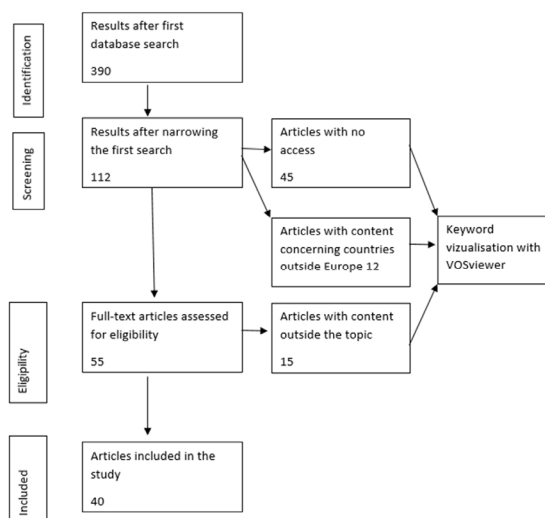 Identification
Results after first
database search
390
Screening
Results after narrowing
the first search
112
Articles with no
access
45
Articles with content
concerning countries
outside Europe 12
Keyword
vizualisation with
VOSviewer
Eligipility
Full-text articles assessed
for eligibility
55
Articles with content
outside the topic
15
Included
Articles included in the
study
40